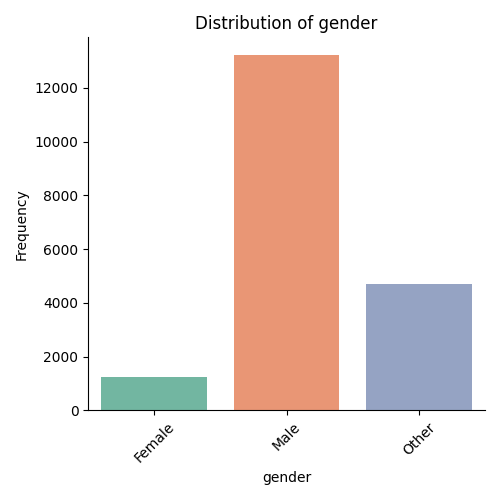 Distribution of gender
12000
10000
8000
6000
4000
2000
0
Frequency
Female
Male
Other
gender